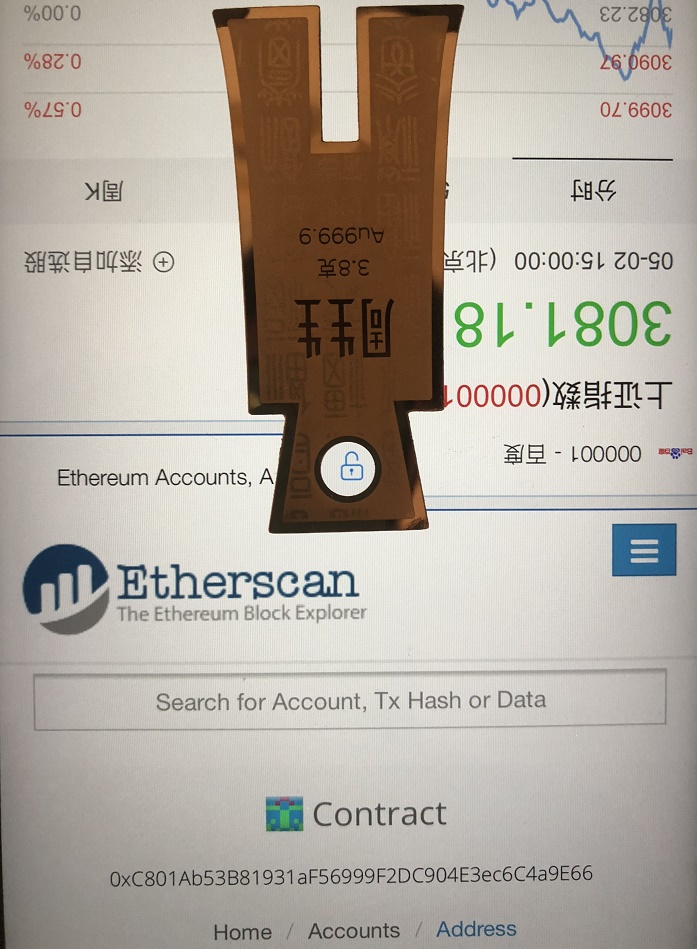 000001 - 百度
上证指数(000001
3081.18
05-02 15:00:00 (北京
添加自选股
分时
周K
3099.70 0.57%
3090.97 0.28%
3082.23 0.00%
周生生
3.8克
Au999.9
Ethereum Accounts, A
Etherscan
The Ethereum Block Explorer
Search for Account, Tx Hash or Data
Contract
0xC801Ab53B81931aF56999F2DC904E3ec6C4a9E66
Home / Accounts / Address